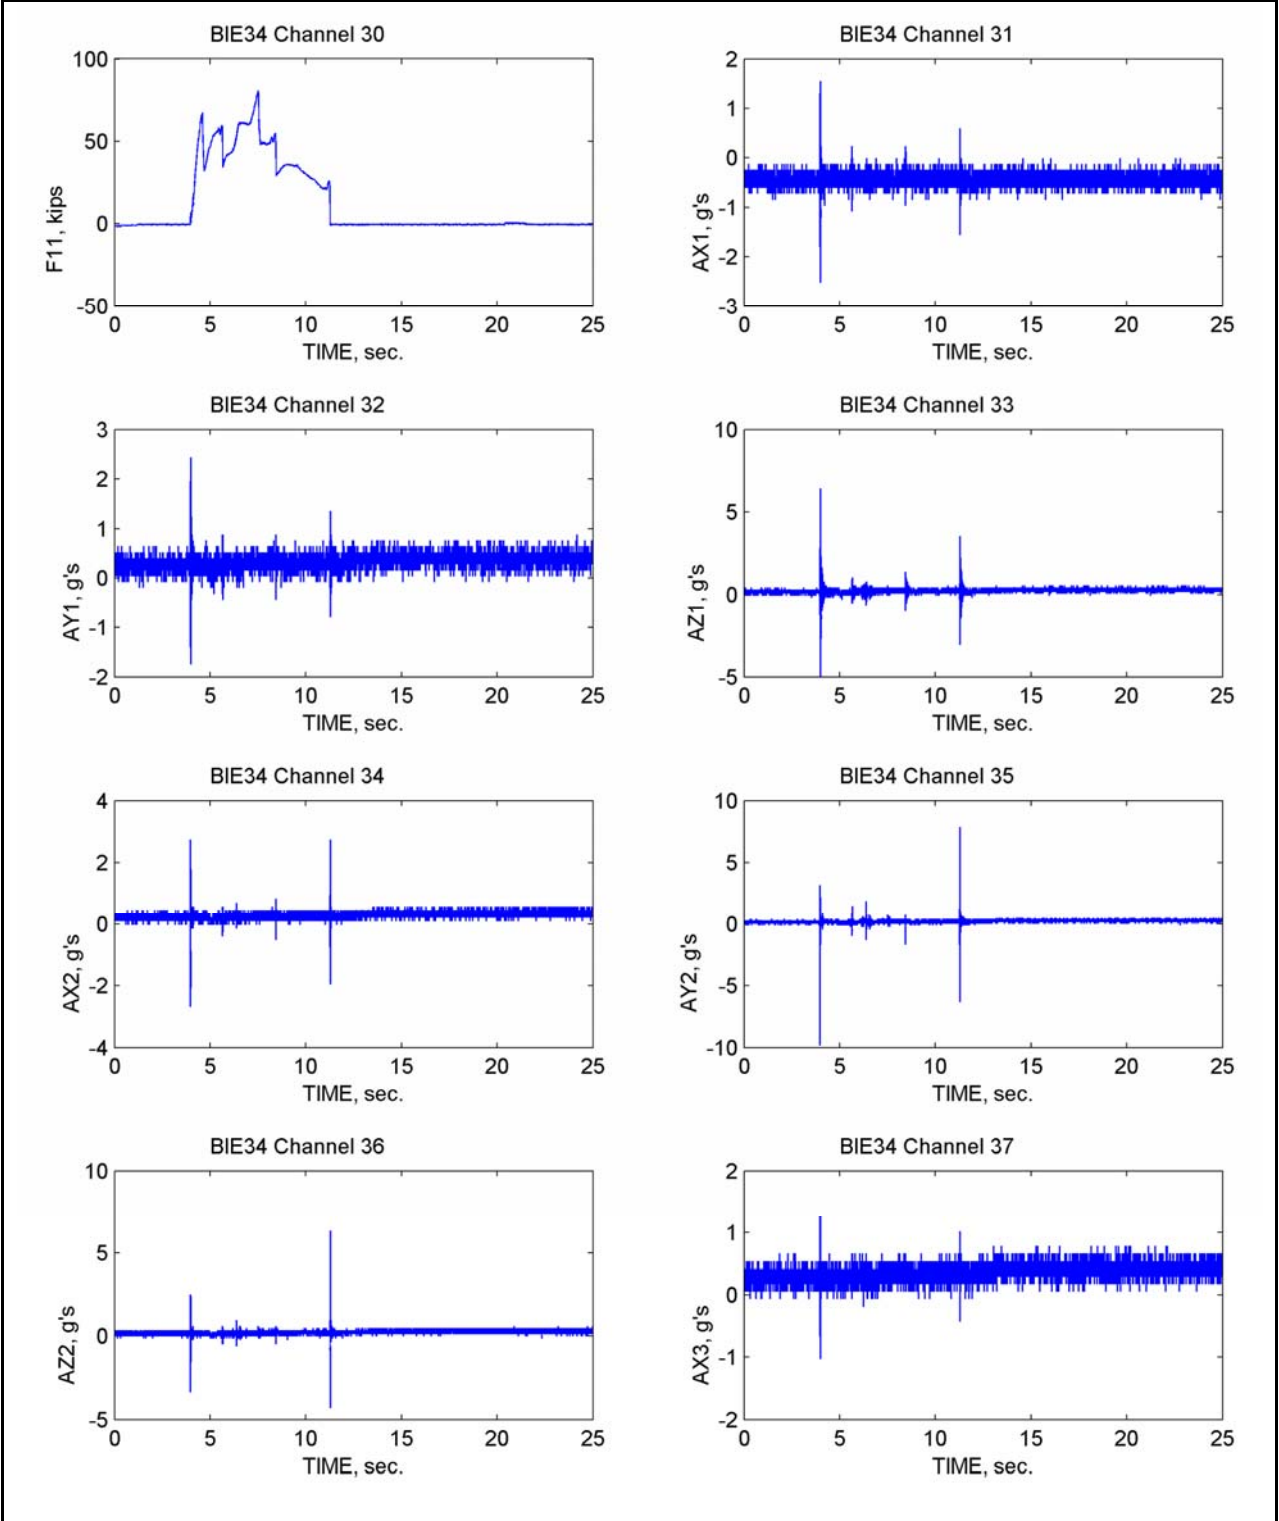 BIE34 Channel 30
100
50
0
-50
F11, kips
0 5 10 15 20 25
TIME, sec.
BIE34 Channel 31
2
1
0
-1
-2
-3
AX1, g's
0 5 10 15 20 25
TIME, sec.
BIE34 Channel 32
3
2
1
0
-1
-2
AY1, g's
0 5 10 15 20 25
TIME, sec.
BIE34 Channel 33
10
5
0
-5
AZ1, g's
0 5 10 15 20 25
TIME, sec.
BIE34 Channel 34
4
2
0
-2
-4
AX2, g's
0 5 10 15 20 25
TIME, sec.
BIE34 Channel 35
10
5
0
-5
-10
AY2, g's
0 5 10 15 20 25
TIME, sec.
BIE34 Channel 36
10
5
0
-5
AZ2, g's
0 5 10 15 20 25
TIME, sec.
BIE34 Channel 37
2
1
0
-1
-2
AX3, g's
0 5 10 15 20 25
TIME, sec.